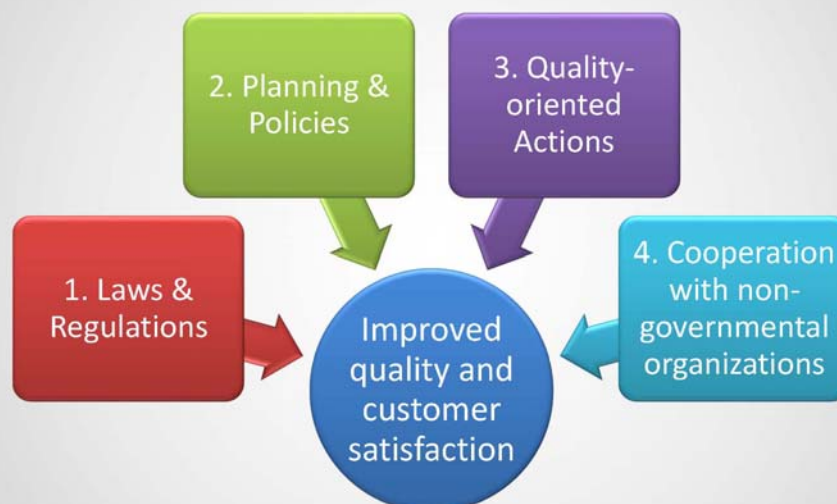 1. Laws &
Regulations
2. Planning &
Policies
3. Quality-
oriented
Actions
4. Cooperation
with non-
governmental
organizations
Improved
quality and
customer
satisfaction